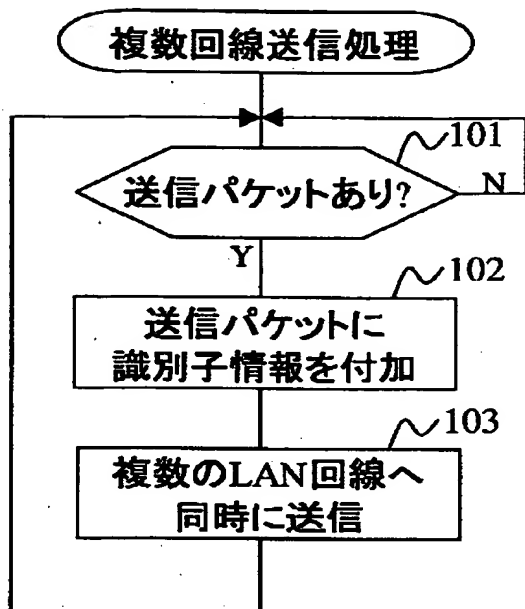 複数回線送信処理
101
送信パケットあり?
N
Y
102
送信パケットに
識別子情報を付加
103
複数のLAN回線へ
同時に送信